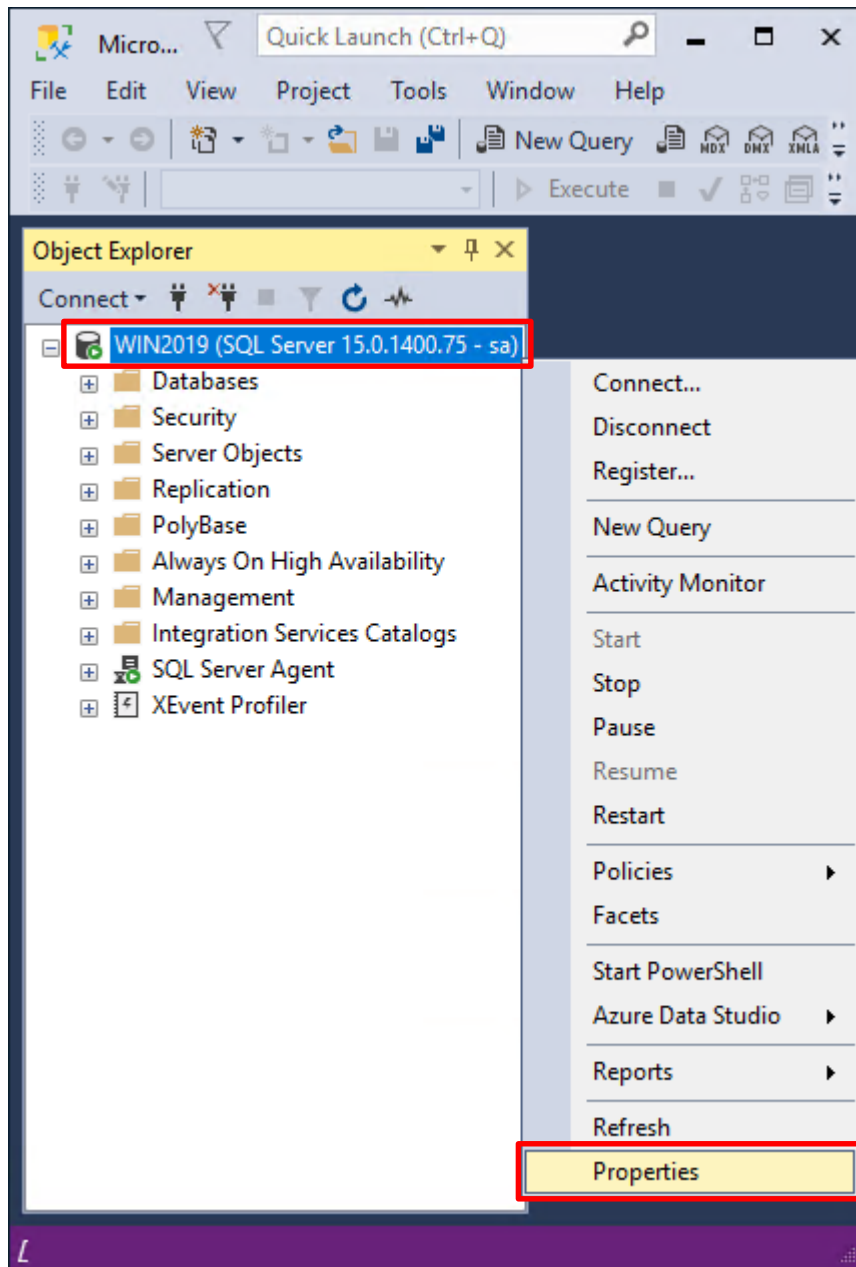 Micro...
Quick Launch (Ctrl+Q)
File Edit View Project Tools Window Help
New Query MDX DMX XMLA
Execute
Object Explorer
Connect
WIN2019 (SQL Server 15.0.1400.75 - sa)
Databases
Security
Server Objects
Replication
PolyBase
Always On High Availability
Management
Integration Services Catalogs
SQL Server Agent
XEvent Profiler
Connect...
Disconnect
Register...
New Query
Activity Monitor
Start
Stop
Pause
Resume
Restart
Policies
Facets
Start PowerShell
Azure Data Studio
Reports
Refresh
Properties